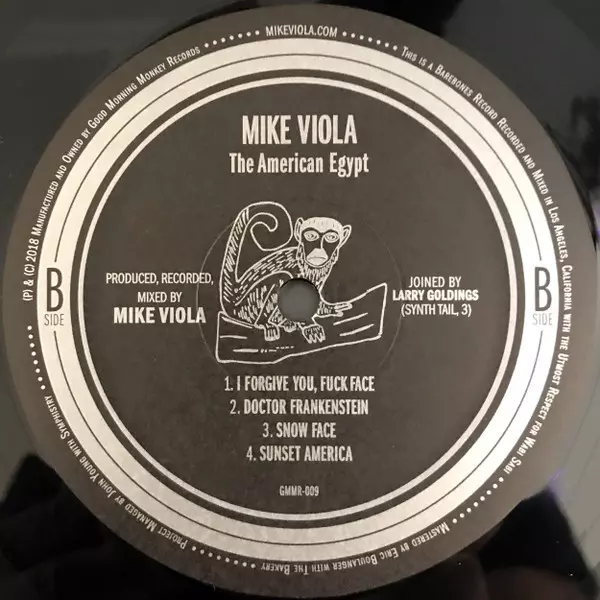 MIKEVIOLA.COM
THIS IS A BAREBONES RECORD RECORDED AND MIXED IN LOS ANGELES, CALIFORNIA WITH THE UTMOST RESPECT FOR WABI SABI
MASTERED BY ERIC BOULANGER WITH THE BAKERY
PROJECT MANAGED BY JOHN YOUNG WITH SYMPHISTRY
(P) & (C) 2018 MANUFACTURED AND OWNED BY GOOD MORNING MONKEY RECORDS
MIKE VIOLA
The American Egypt
B
SIDE
PRODUCED, RECORDED,
MIXED BY
MIKE VIOLA
JOINED BY
LARRY GOLDINGS
(SYNTH TAIL, 3)
B
SIDE
1. I FORGIVE YOU, FUCK FACE
2. DOCTOR FRANKENSTEIN
3. SNOW FACE
4. SUNSET AMERICA
GMMR-009